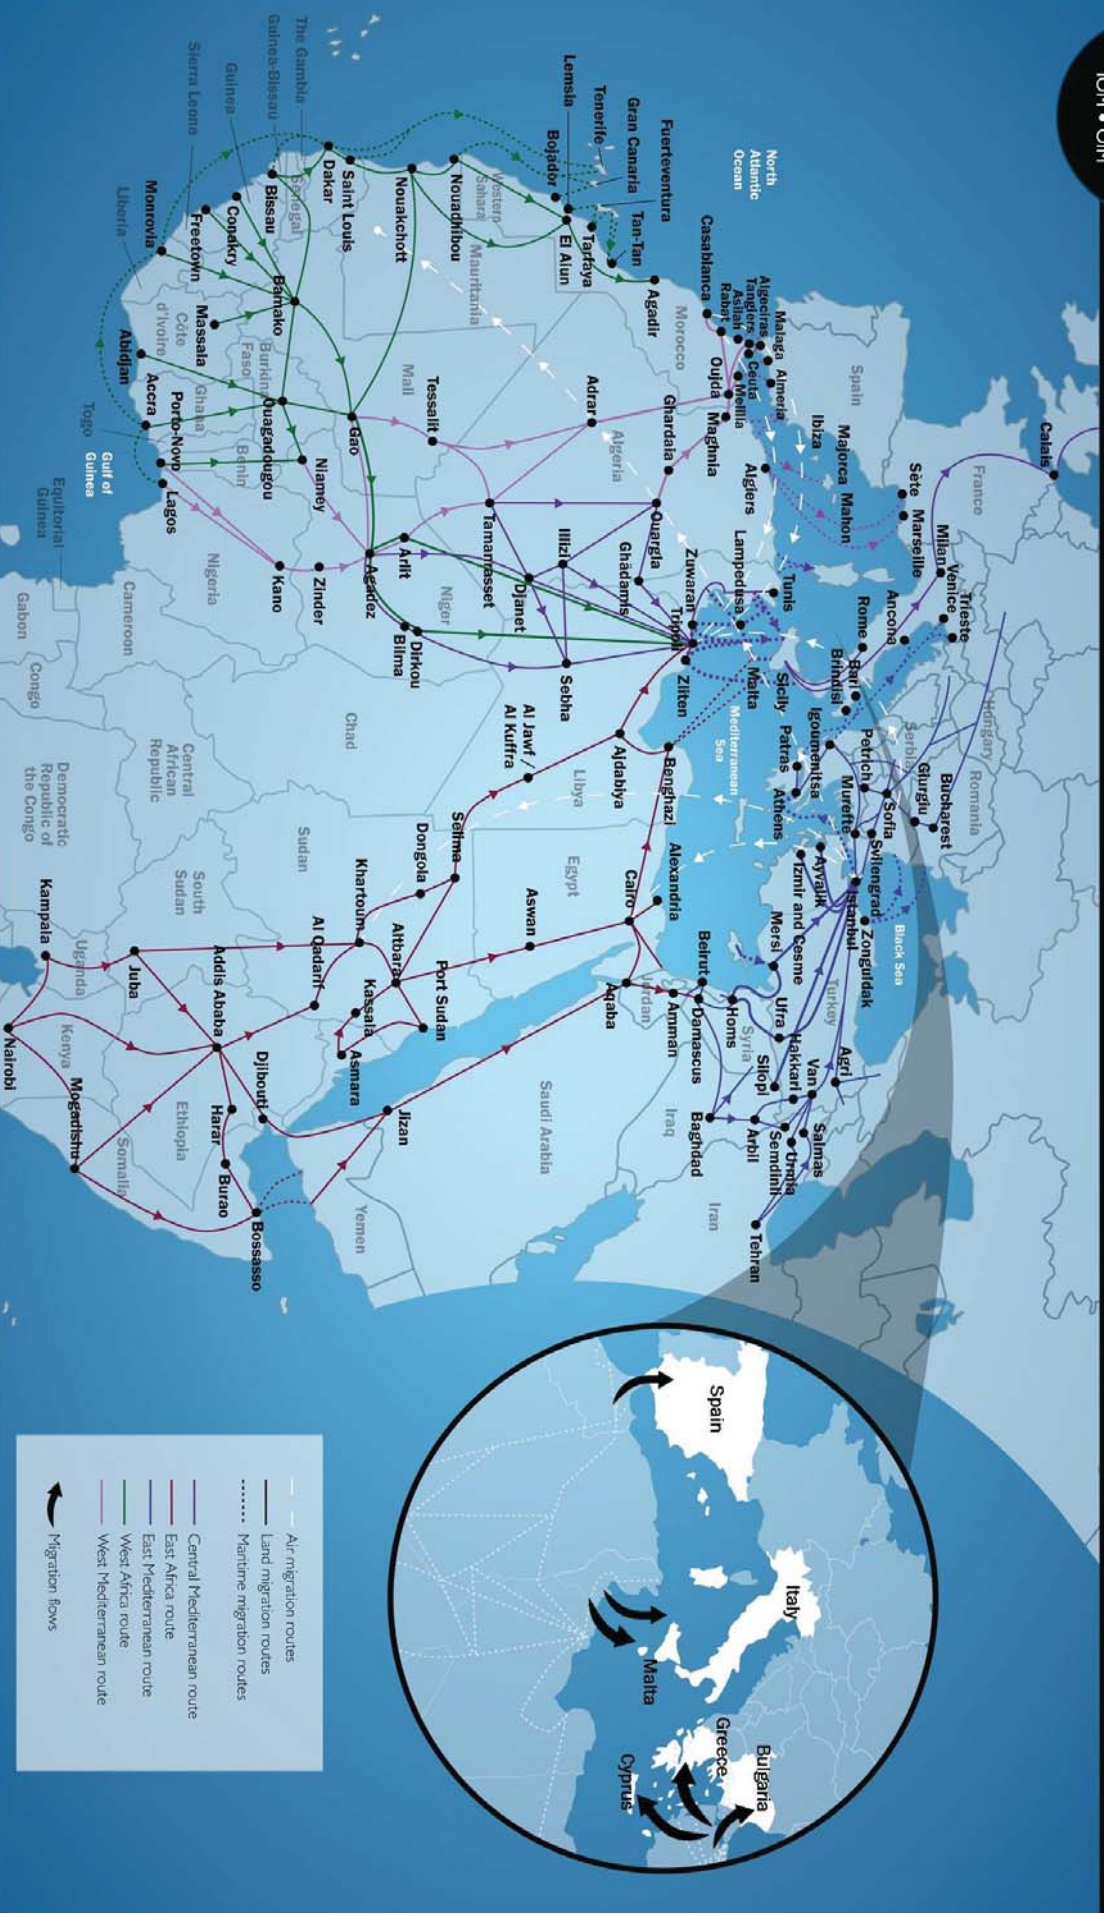 IOM • OIM
North
Atlantic
Ocean
Fuerteventura
Gran Canaria
Tenerife
Lemsia
Bojador
Tan-Tan
Tarfaya
El Aiun
Agadir
Western
Sahara
Nouadhibou
Nouakchott
Mauritania
Saint Louis
Dakar
Senegal
The Gambia
Guinea-Bissau
Guinea
Sierra Leone
Liberia
Bissau
Conakry
Freetown
Monrovia
Bamako
Massala
Côte
d'Ivoire
Abidjan
Accra
Ghana
Burkina
Faso
Ouagadougou
Porto-Novo
Togo
Benin
Lagos
Gulf of
Guinea
Equitorial
Guinea
Niamey
Gao
Mali
Tessalit
Adrar
Algeria
Morocco
Casablanca
Rabat
Asilah
Tangiers
Algeciras
Malaga
Almeria
Ceuta
Melilla
Oujda
Maghnia
Ghardaia
Ouargla
Algiers
Spain
Ibiza
Majorca
Mahon
Sète
Marseille
France
Calais
Milan
Venice
Trieste
Ancona
Rome
Bari
Brindisi
Tunis
Lampedusa
Zuwarah
Ghādamis
Tripoli
Zliten
Malta
Sicily
Mediterranean
Sea
Illizi
Djanet
Tamanrasset
Arlit
Agadez
Zinder
Kano
Nigeria
Niger
Bilma
Dirkou
Sebha
Cameroon
Gabon
Congo
Chad
Central
African
Republic
Democratic
Republic of
the Congo
Al Jawf /
Al Kuffra
Ajdabiya
Benghazi
Libya
Selima
Dongola
Sudan
Khartoum
Al Qadarif
Altbara
Kassala
Port Sudan
Asmara
South
Sudan
Juba
Kampala
Uganda
Kenya
Nairobi
Mogadishu
Somalia
Ethiopia
Addis Ababa
Djibouti
Harar
Burao
Bossasso
Yemen
Jizan
Saudi Arabia
Egypt
Aswan
Cairo
Alexandria
Aqaba
Jordan
Amman
Damascus
Beirut
Homs
Syria
Iraq
Baghdad
Arbil
Iran
Tehran
Semdinli
Urmia
Salmas
Van
Agri
Hakkari
Silopi
Ufra
Mersi
Turkey
Zonguldak
Black Sea
Istanbul
Izmir and Cesme
Ayvalik
Svilengrad
Murefte
Sofia
Petrich
Igoumenitsa
Patras
Athens
Serbia
Hungary
Romania
Giurgiu
Bucharest
Spain
Italy
Malta
Greece
Bulgaria
Cyprus
Air migration routes
Land migration routes
Maritime migration routes
Central Mediterranean route
East Africa route
East Mediterranean route
West Africa route
West Mediterranean route
Migration flows